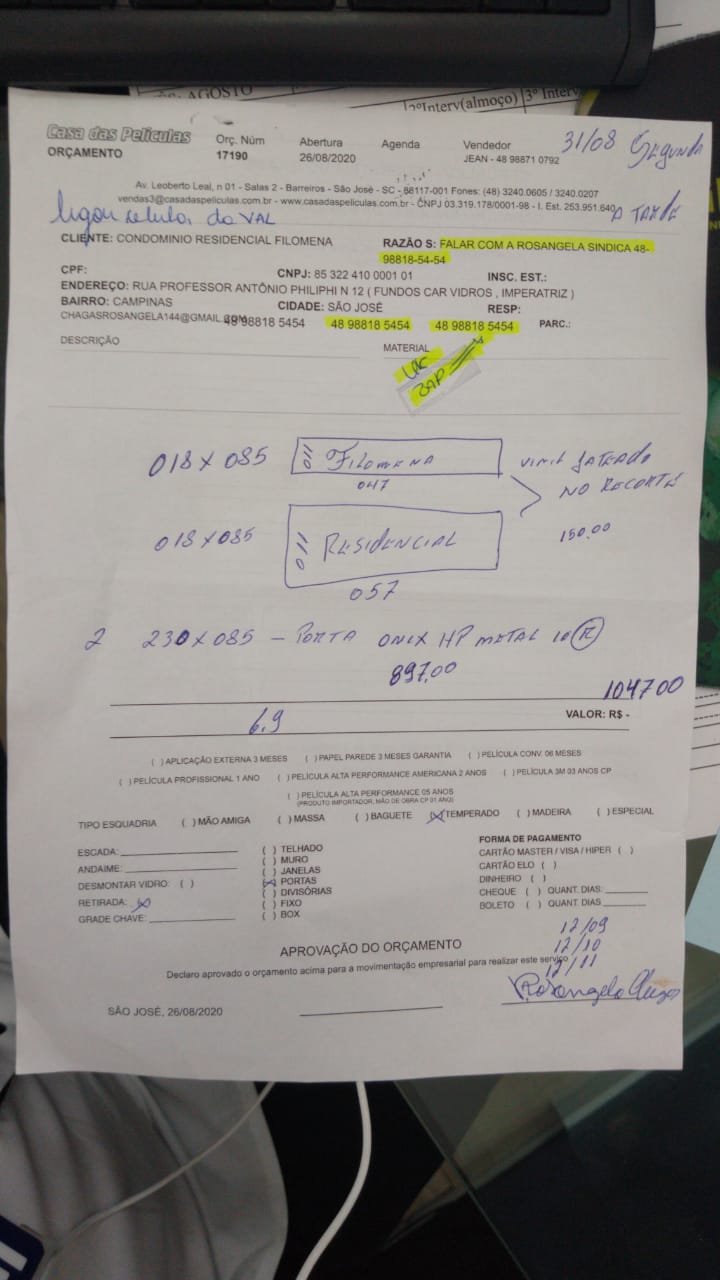 AGOSTO
2ºInterv(almoço) 3º Interv
Casa das Películas
ORÇAMENTO
Orç. Núm
17190
Abertura
26/08/2020
Agenda
Vendedor
JEAN - 48 98871 0792
31/08 Segunda
A TARDE
Av. Leoberto Leal, n 01 - Salas 2 - Barreiros - São José - SC - 88117-001 Fones: (48) 3240.0605 / 3240.0207
vendas3@casadaspeliculas.com.br - www.casadaspeliculas.com.br - CNPJ 03.319.178/0001-98 - I. Est. 253.951.640
ligou celular do VAL
CLIENTE: CONDOMINIO RESIDENCIAL FILOMENA
RAZÃO S: FALAR COM A ROSANGELA SINDICA 48-
98818-54-54
CPF:
CNPJ: 85 322 410 0001 01
INSC. EST.:
ENDEREÇO: RUA PROFESSOR ANTÔNIO PHILIPHI N 12 ( FUNDOS CAR VIDROS , IMPERATRIZ )
BAIRRO: CAMPINAS
CIDADE: SÃO JOSÉ
RESP:
CHAGASROSANGELA144@GMAIL.COM
48 98818 5454
48 98818 5454
48 98818 5454
PARC.:
DESCRIÇÃO
MATERIAL
ZAP
018 X 085
FILOMENA
047
VINIL JATEADO
NO RECORTE
018 X 085
RESIDENCIAL
057
150,00
2 230X085 - PORTA ONIX HP METAL 10 R
897,00
104700
6.9
VALOR: R$ -
( ) APLICAÇÃO EXTERNA 3 MESES ( ) PAPEL PAREDE 3 MESES GARANTIA ( ) PELÍCULA CONV. 06 MESES
( ) PELÍCULA PROFISSIONAL 1 ANO ( ) PELÍCULA ALTA PERFORMANCE AMERICANA 2 ANOS ( ) PELÍCULA 3M 03 ANOS CP
( ) PELÍCULA ALTA PERFORMANCE 05 ANOS
(PRODUTO IMPORTADOR, MÃO DE OBRA CP 01 ANO)
TIPO ESQUADRIA ( ) MÃO AMIGA ( ) MASSA ( ) BAGUETE (X) TEMPERADO ( ) MADEIRA ( ) ESPECIAL
ESCADA:
ANDAIME:
DESMONTAR VIDRO: ( )
RETIRADA: (X)
GRADE CHAVE:
( ) TELHADO
( ) MURO
( ) JANELAS
(X) PORTAS
( ) DIVISÓRIAS
( ) FIXO
( ) BOX
FORMA DE PAGAMENTO
CARTÃO MASTER / VISA / HIPER ( )
CARTÃO ELO ( )
DINHEIRO ( )
CHEQUE ( ) QUANT. DIAS:
BOLETO ( ) QUANT. DIAS
12/09
12/10
12/11
APROVAÇÃO DO ORÇAMENTO
Declaro aprovado o orçamento acima para a movimentação empresarial para realizar este serviço
Rosangela
SÃO JOSÉ, 26/08/2020